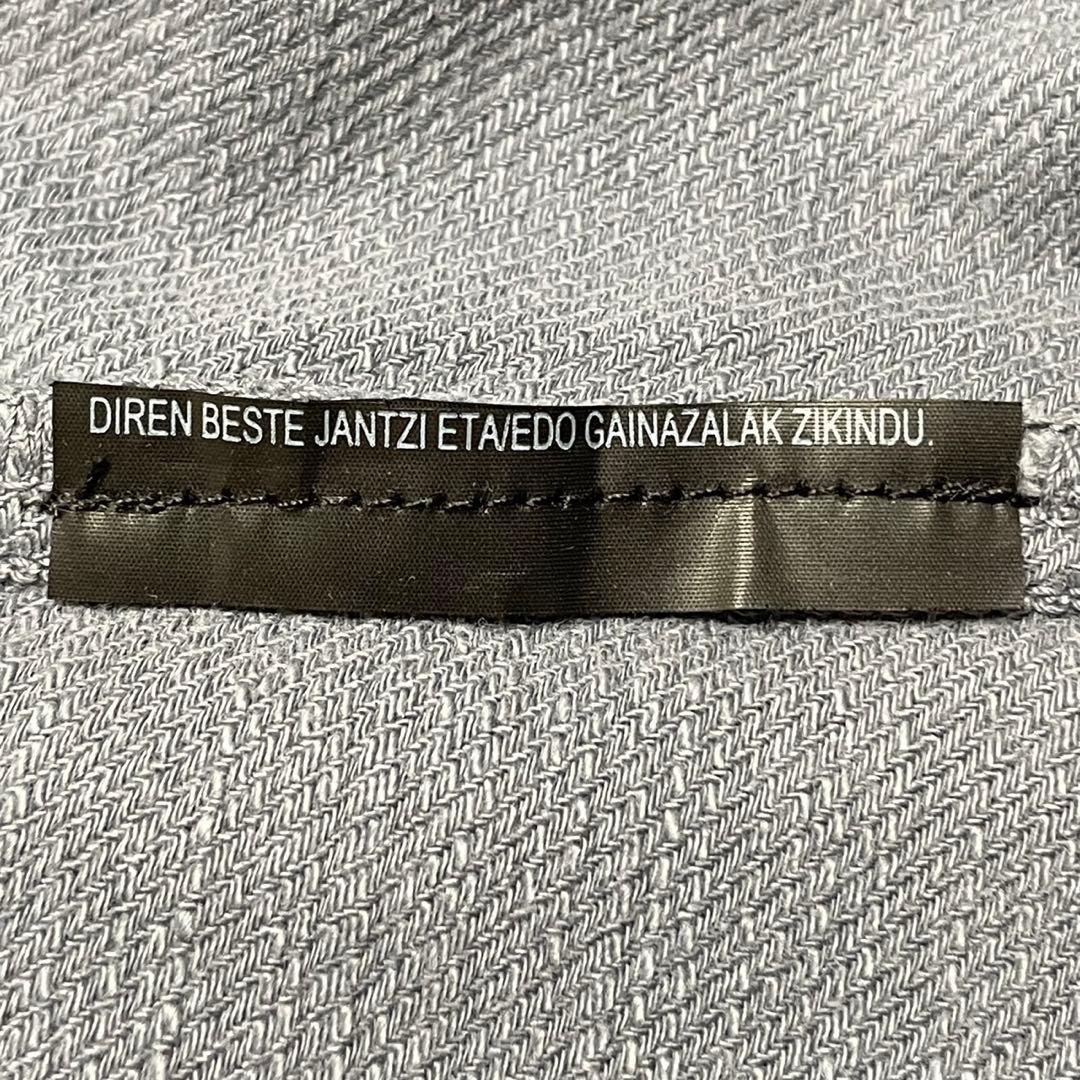 DIREN BESTE JANTZI ETA/EDO GAINAZALAK ZIKINDU.